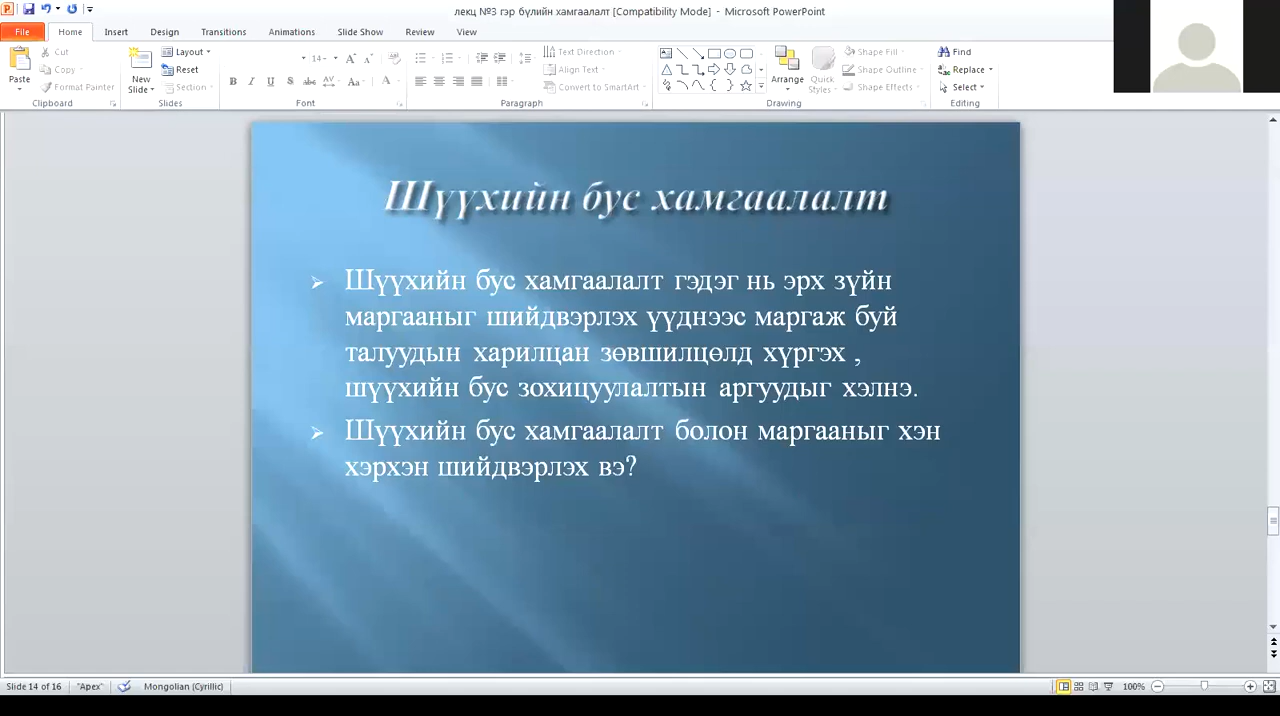 лекц №3 гэр бүлийн хамгаалалт [Compatibility Mode] - Microsoft PowerPoint
File Home Insert Design Transitions Animations Slide Show Review View
Paste
Cut
Copy
Format Painter
Clipboard
New Slide
Layout
Reset
Section
Slides
14
B I U S abc AV Aa A
Font
Text Direction
Align Text
Convert to SmartArt
Paragraph
Arrange
Quick Styles
Shape Fill
Shape Outline
Shape Effects
Drawing
Find
Replace
Select
Editing
Шүүхийн бус хамгаалалт
Шүүхийн бус хамгаалалт гэдэг нь эрх зүйн
маргааныг шийдвэрлэх үүднээс маргаж буй
талуудын харилцан зөвшилцөлд хүргэх ,
шүүхийн бус зохицуулалтын аргуудыг хэлнэ.
Шүүхийн бус хамгаалалт болон маргааныг хэн
хэрхэн шийдвэрлэх вэ?
Slide 14 of 16 "Apex" Mongolian (Cyrillic) 100%